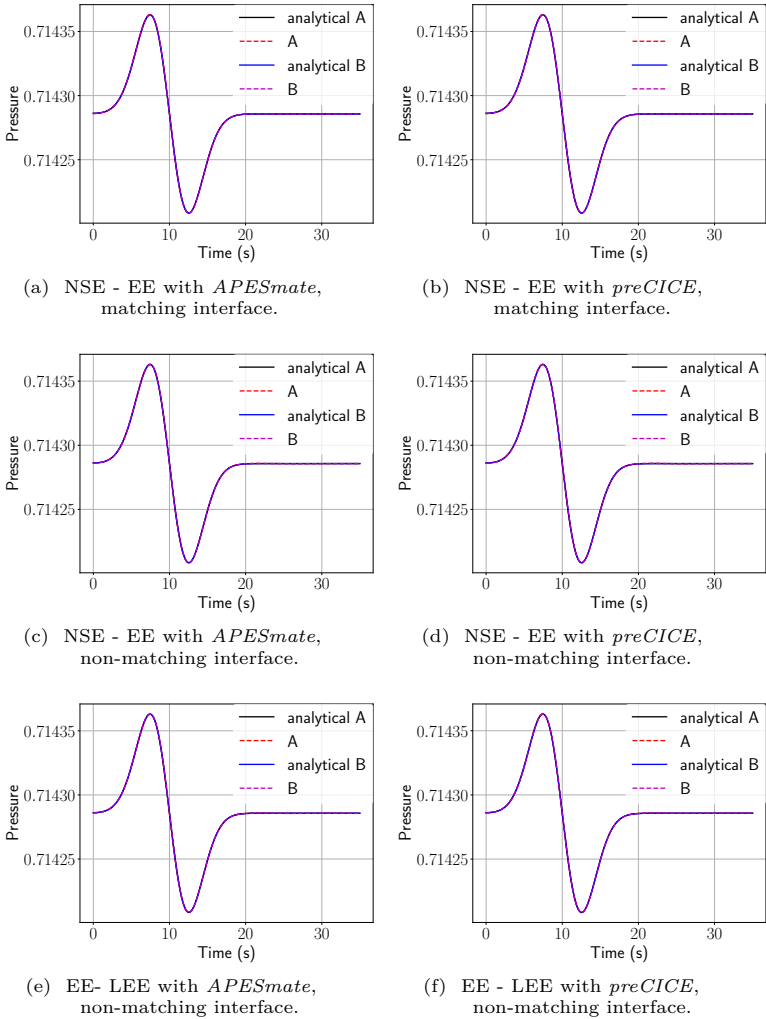 0.71435
0.71430
0.71425
Pressure
analytical A
A
analytical B
B
0
10
20
30
Time (s)
(a) NSE - EE with APESmate,
matching interface.
0.71435
0.71430
0.71425
Pressure
analytical A
A
analytical B
B
0
10
20
30
Time (s)
(b) NSE - EE with preCICE,
matching interface.
0.71435
0.71430
0.71425
Pressure
analytical A
A
analytical B
B
0
10
20
30
Time (s)
(c) NSE - EE with APESmate,
non-matching interface.
0.71435
0.71430
0.71425
Pressure
analytical A
A
analytical B
B
0
10
20
30
Time (s)
(d) NSE - EE with preCICE,
non-matching interface.
0.71435
0.71430
0.71425
Pressure
analytical A
A
analytical B
B
0
10
20
30
Time (s)
(e) EE- LEE with APESmate,
non-matching interface.
0.71435
0.71430
0.71425
Pressure
analytical A
A
analytical B
B
0
10
20
30
Time (s)
(f) EE - LEE with preCICE,
non-matching interface.